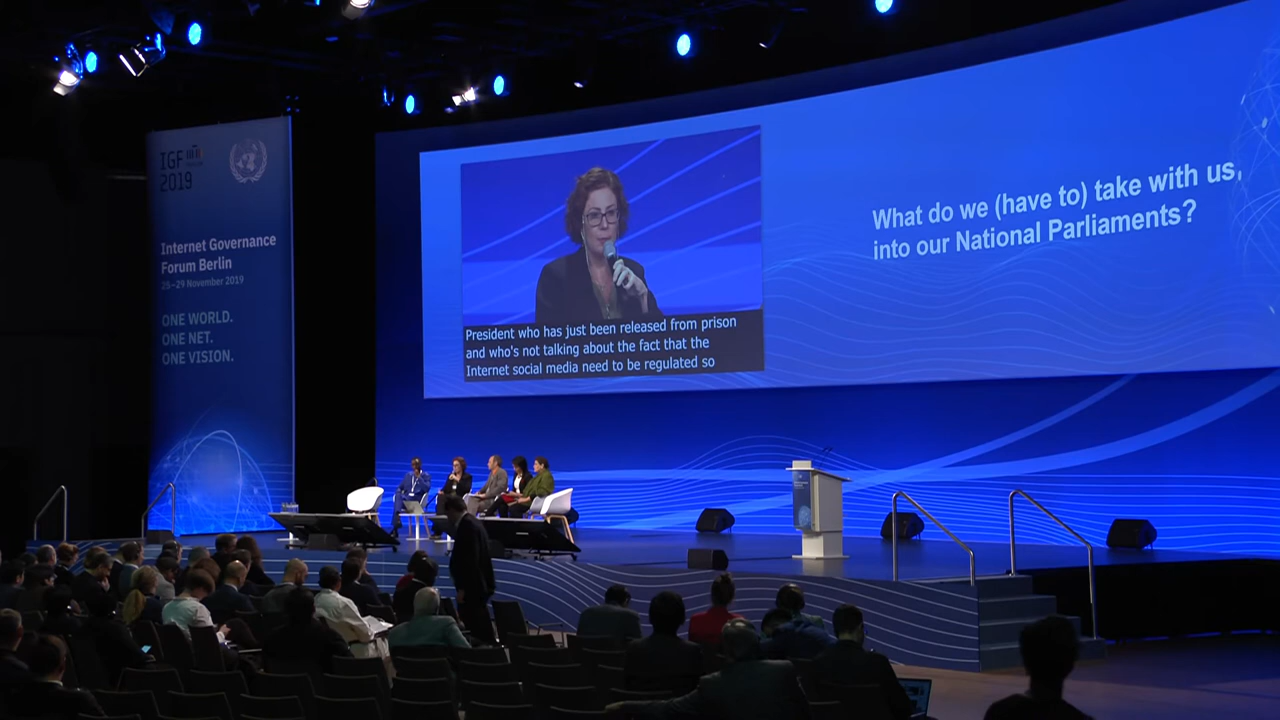 IGF
2019
Internet Governance
Forum Berlin
25–29 November 2019
ONE WORLD.
ONE NET.
ONE VISION.
President who has just been released from prison
and who's not talking about the fact that the
Internet social media need to be regulated so
What do we (have to) take with us,
into our National Parliaments?